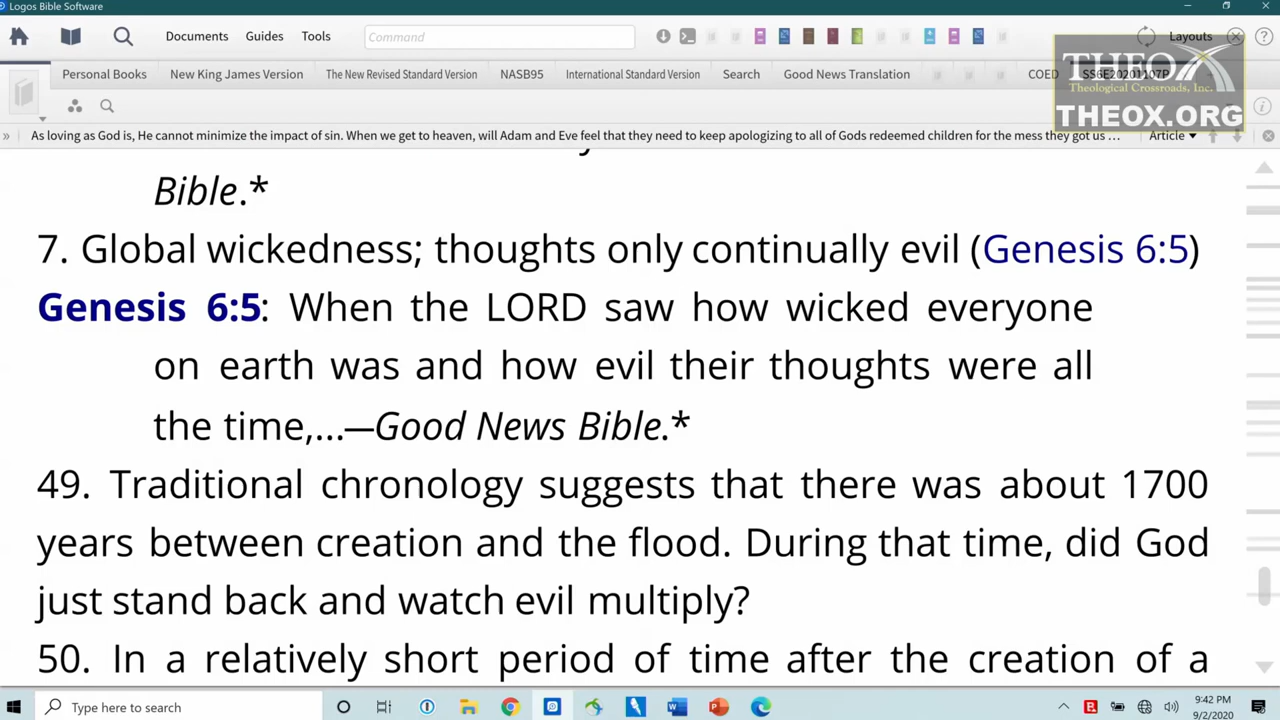 Logos Bible Software
Documents Guides Tools Command Layouts
Personal Books New King James Version The New Revised Standard Version NASB95 International Standard Version Search Good News Translation COED SS6E20201107P
THEOX
Theological Crossroads, Inc.
THEOX.ORG
» As loving as God is, He cannot minimize the impact of sin. When we get to heaven, will Adam and Eve feel that they need to keep apologizing to all of Gods redeemed children for the mess they got us … Article
Bible.*
7. Global wickedness; thoughts only continually evil (Genesis 6:5)
Genesis 6:5: When the LORD saw how wicked everyone
on earth was and how evil their thoughts were all
the time,...—Good News Bible.*
49. Traditional chronology suggests that there was about 1700
years between creation and the flood. During that time, did God
just stand back and watch evil multiply?
50. In a relatively short period of time after the creation of a
Type here to search
9:42 PM
9/2/2020